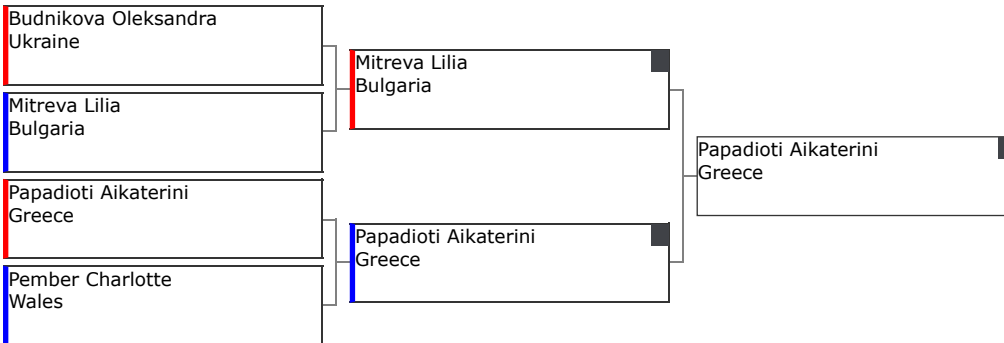 Budnikova Oleksandra
Ukraine
Mitreva Lilia
Bulgaria
Papadioti Aikaterini
Greece
Pember Charlotte
Wales
Mitreva Lilia
Bulgaria
Papadioti Aikaterini
Greece
Papadioti Aikaterini
Greece